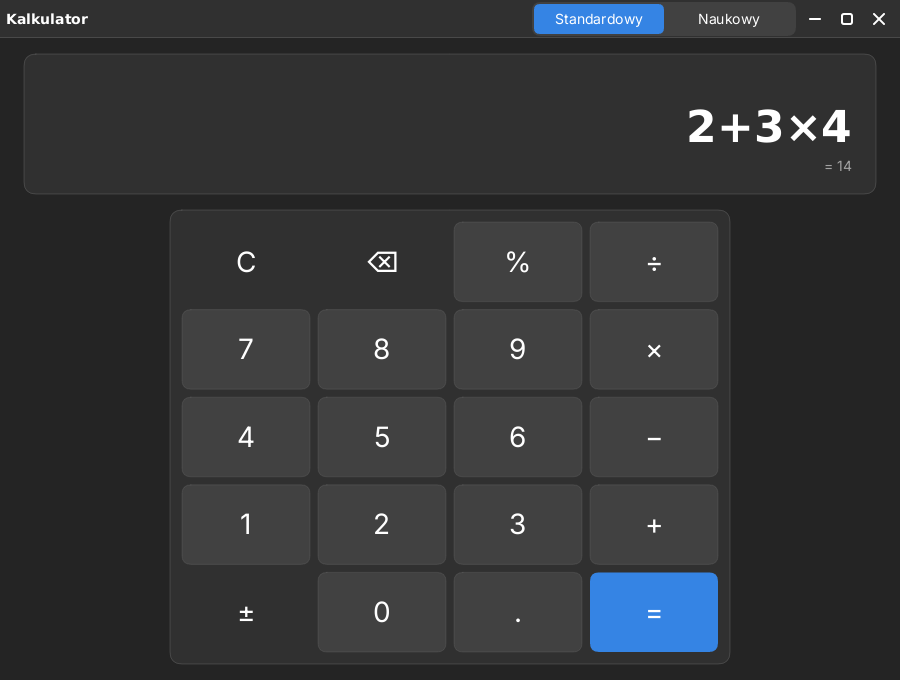 Kalkulator Standardowy Naukowy
2+3×4
= 14
C % ÷
7 8 9 ×
4 5 6 −
1 2 3 +
± 0 . =